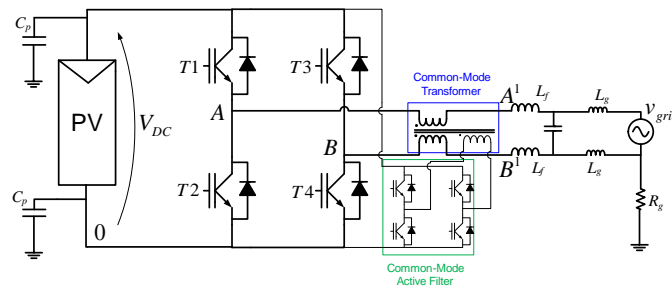 C_p
T1
T3
Common-Mode
Transformer
A^1
L_f
L_g
PV
V_DC
A
v_gri
B
B^1
L_f
L_g
T2
T4
C_p
0
R_g
Common-Mode
Active Filter